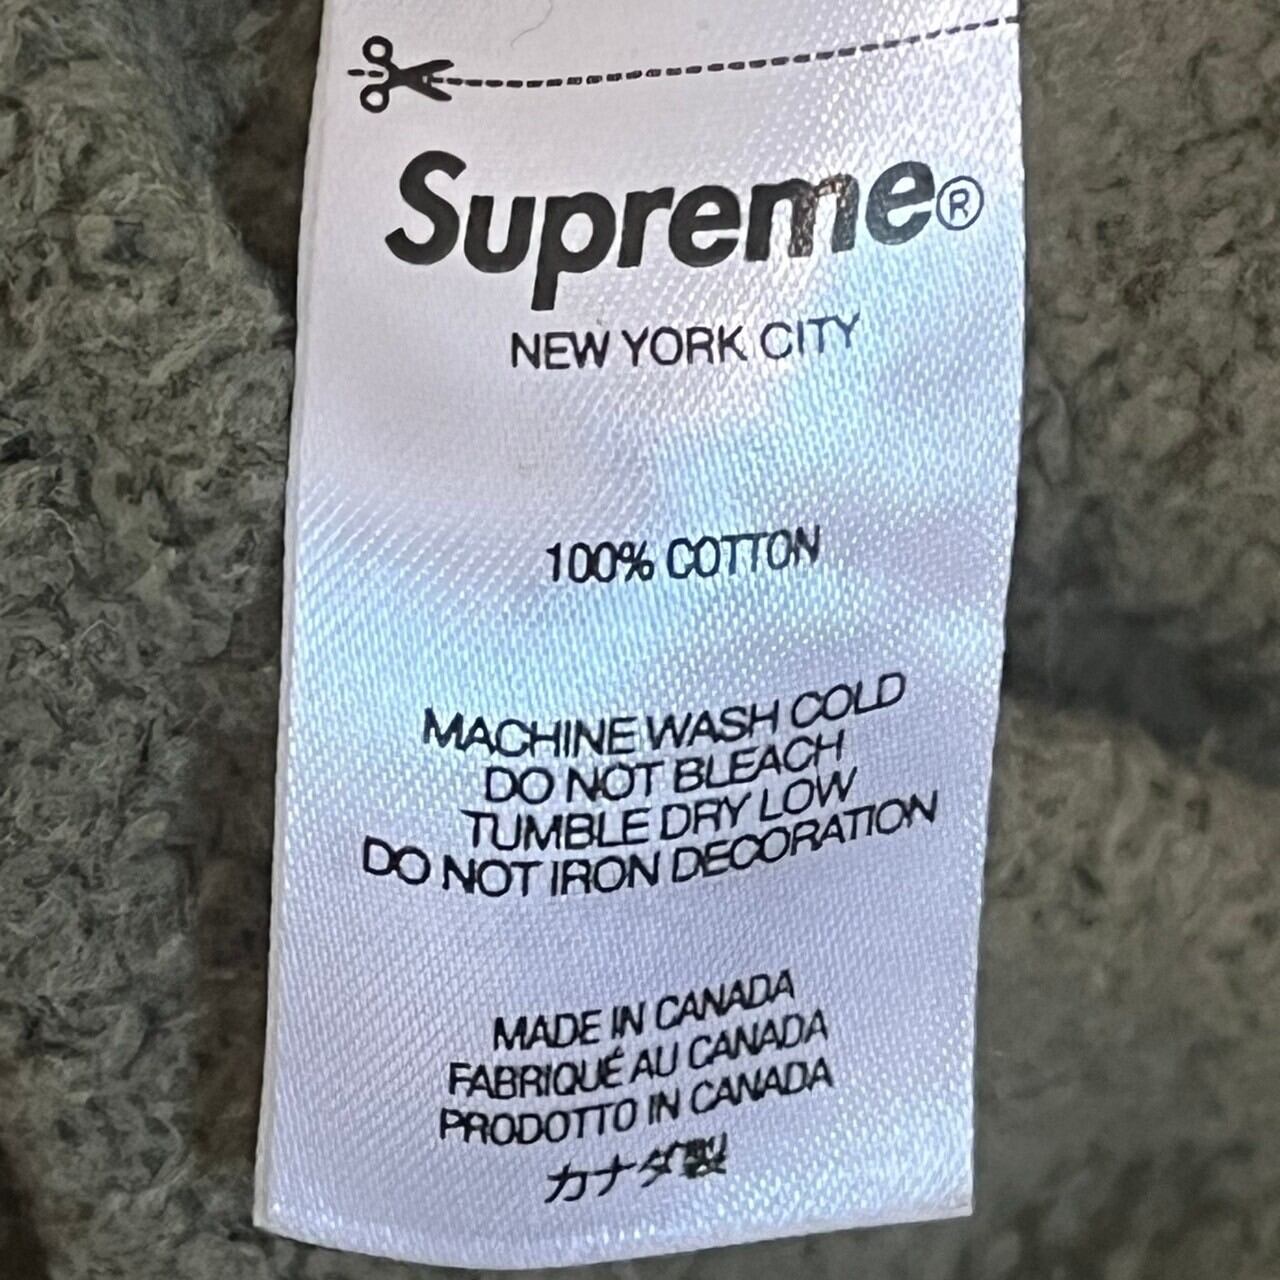 Supreme®
NEW YORK CITY
100% COTTON
MACHINE WASH COLD
DO NOT BLEACH
TUMBLE DRY LOW
DO NOT IRON DECORATION
MADE IN CANADA
FABRIQUÉ AU CANADA
PRODOTTO IN CANADA
カナダ製